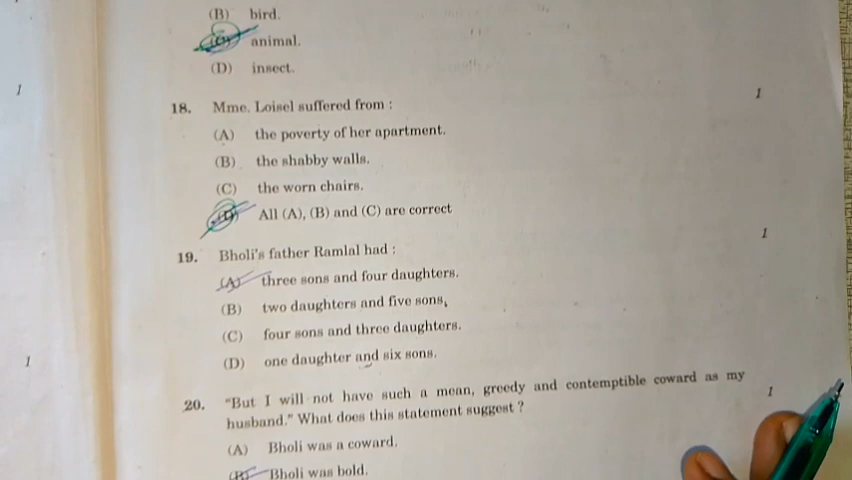 (B) bird.
(C) animal.
(D) insect.
1
18. Mme. Loisel suffered from : 1
(A) the poverty of her apartment.
(B) the shabby walls.
(C) the worn chairs.
(D) All (A), (B) and (C) are correct
19. Bholi's father Ramlal had : 1
(A) three sons and four daughters.
(B) two daughters and five sons.
(C) four sons and three daughters.
(D) one daughter and six sons.
1
20. "But I will not have such a mean, greedy and contemptible coward as my 1
husband." What does this statement suggest ?
(A) Bholi was a coward.
(B) Bholi was bold.